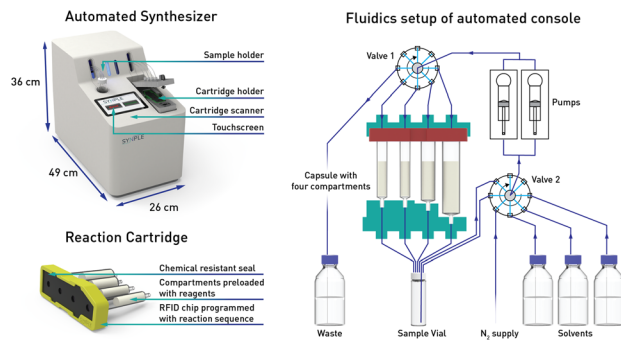 Automated Synthesizer
36 cm
49 cm
26 cm
Sample holder
Cartridge holder
Cartridge scanner
Touchscreen
SYNPLE
Reaction Cartridge
Chemical resistant seal
Compartments preloaded
with reagents
RFID chip programmed
with reaction sequence
Fluidics setup of automated console
Valve 1
Pumps
Capsule with
four compartments
Valve 2
Waste
Sample Vial
N₂ supply
Solvents